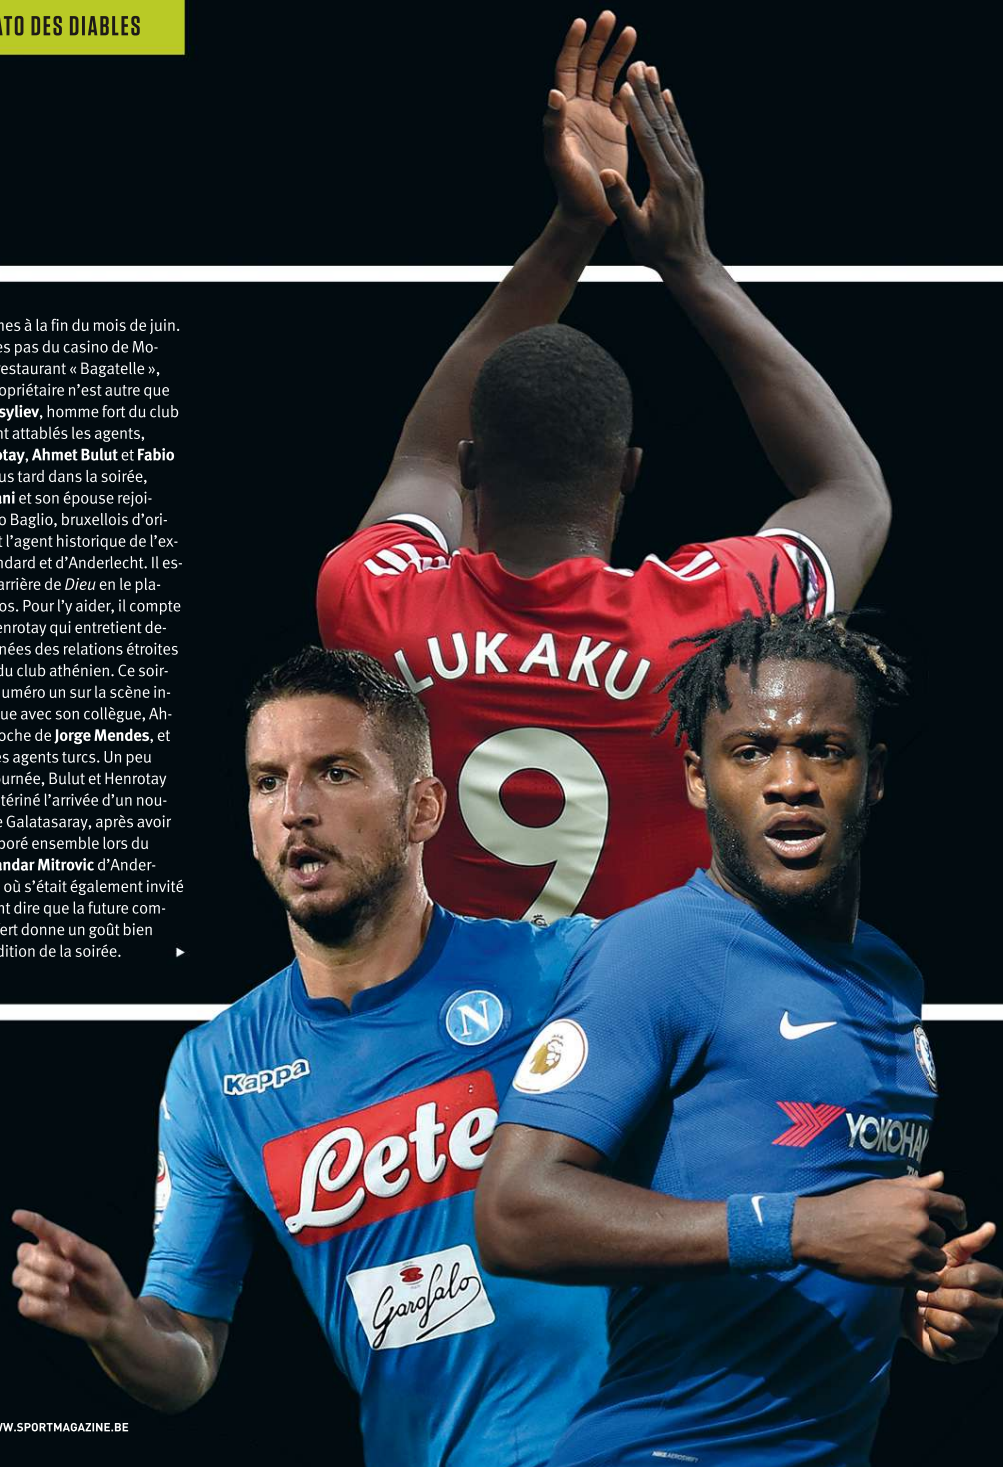 ATO DES DIABLES
nes à la fin du mois de juin.
es pas du casino de Mo-
restaurant « Bagatelle »,
opriétaire n'est autre que
syliev, homme fort du club
nt attablés les agents,
otay, Ahmet Bulut et Fabio
us tard dans la soirée,
ani et son épouse rejoi-
o Baglio, bruxellois d'ori-
t l'agent historique de l'ex-
ndard et d'Anderlecht. Il es-
arrière de Dieu en le pla-
os. Pour l'y aider, il compte
enrotay qui entretient de-
nées des relations étroites
du club athénien. Ce soir-
uméro un sur la scène in-
ue avec son collègue, Ah-
oche de Jorge Mendes, et
es agents turcs. Un peu
ournée, Bulut et Henrotay
tériné l'arrivée d'un nou-
e Galatasaray, après avoir
boré ensemble lors du
andar Mitrovic d'Ander-
où s'était également invité
nt dire que la future com-
ert donne un goût bien
dition de la soirée.
LUKAKU
9
N
Kappa
Lete
Garofalo
YOKOHA
WW.SPORTMAGAZINE.BE